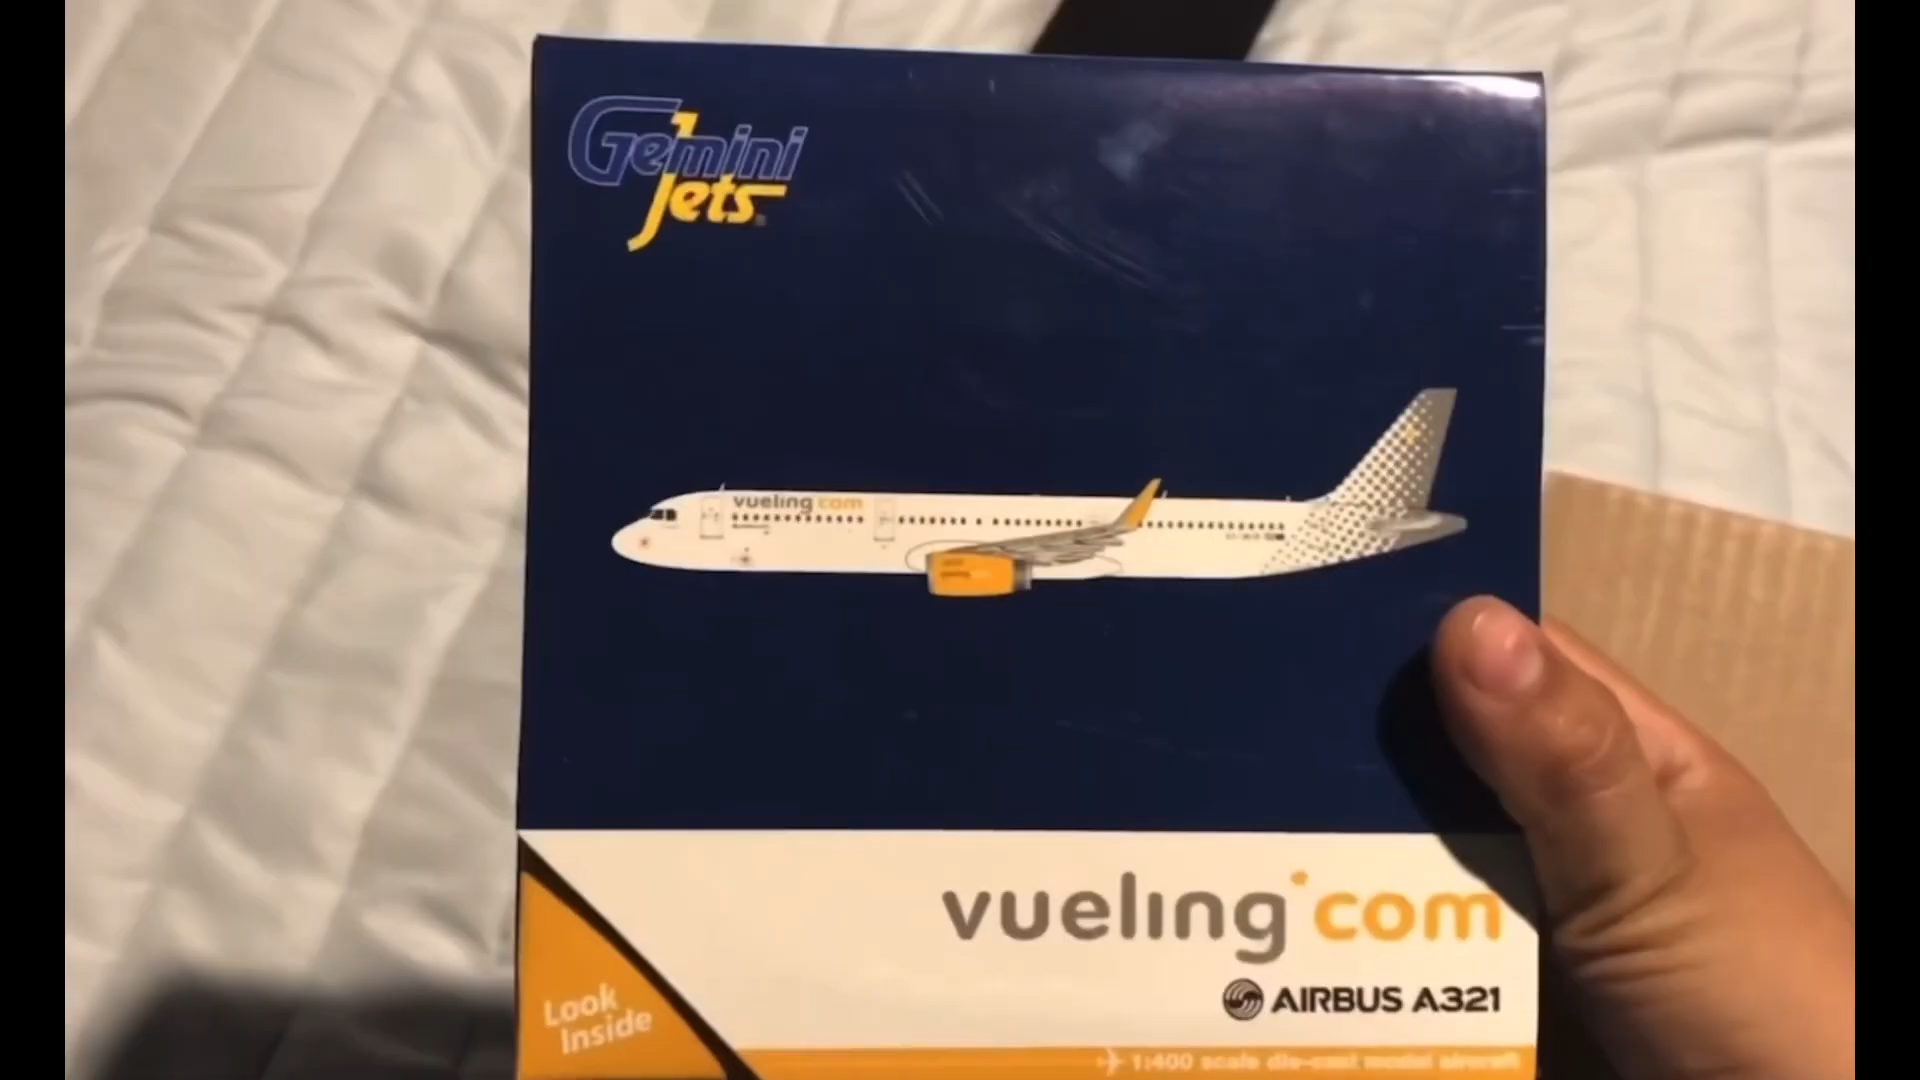 Gemini
Jets
vueling com
vueling com
AIRBUS A321
Look
Inside
1:400 scale die-cast model aircraft